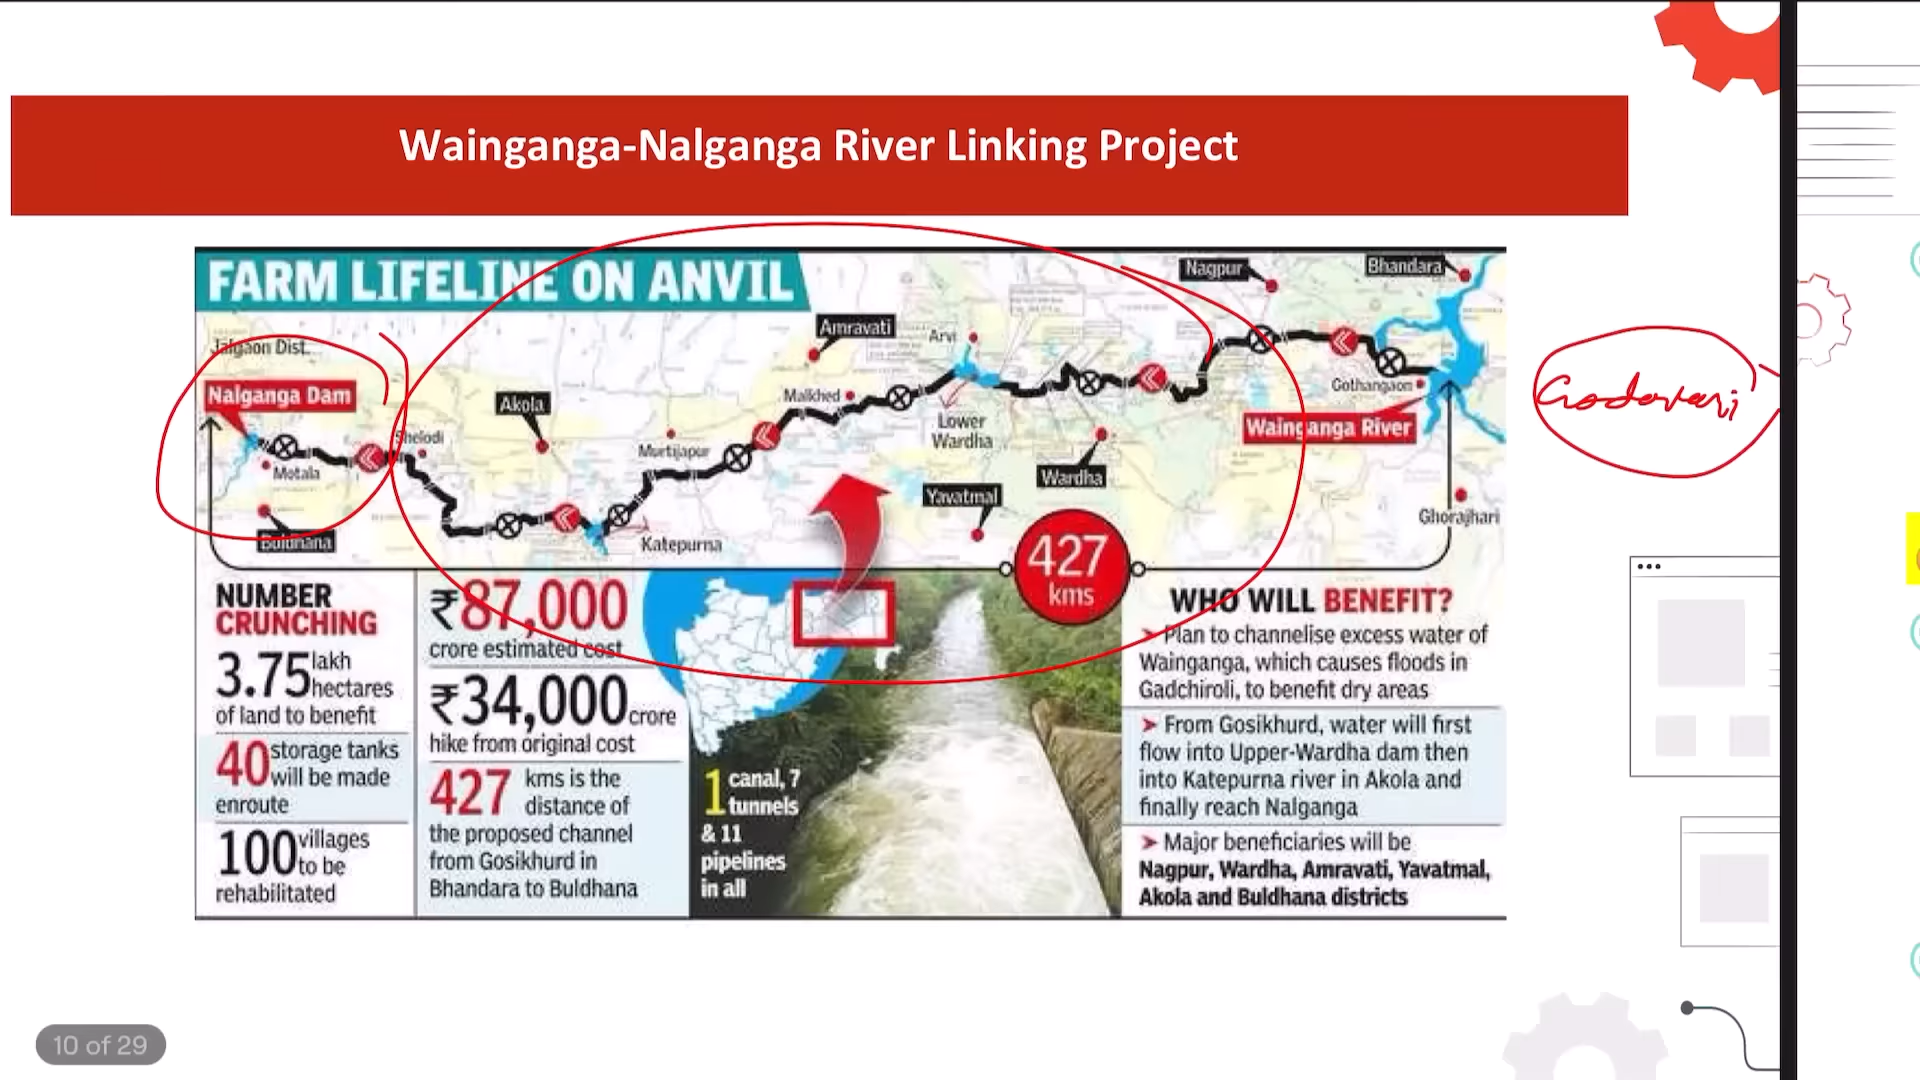 Wainganga-Nalganga River Linking Project
FARM LIFELINE ON ANVIL
Nagpur
Bhandara
Amravati
Arvi
Jalgaon Dist.
Nalganga Dam
Akola
Malkhed
Gothangaon
Godavari
Shelodi
Murtijapur
Lower
Wardha
Wainganga River
Motala
Wardha
Yavatmal
Ghorajhari
Buldhana
Katepurna
427
kms
NUMBER
CRUNCHING
3.75 lakh
hectares
of land to benefit
40 storage tanks
will be made
enroute
100 villages
to be
rehabilitated
₹87,000
crore estimated cost
₹34,000 crore
hike from original cost
427 kms is the
distance of
the proposed channel
from Gosikhurd in
Bhandara to Buldhana
1 canal, 7
tunnels
& 11
pipelines
in all
WHO WILL BENEFIT?
➤ Plan to channelise excess water of
Wainganga, which causes floods in
Gadchiroli, to benefit dry areas
➤ From Gosikhurd, water will first
flow into Upper-Wardha dam then
into Katepurna river in Akola and
finally reach Nalganga
➤ Major beneficiaries will be
Nagpur, Wardha, Amravati, Yavatmal,
Akola and Buldhana districts
10 of 29